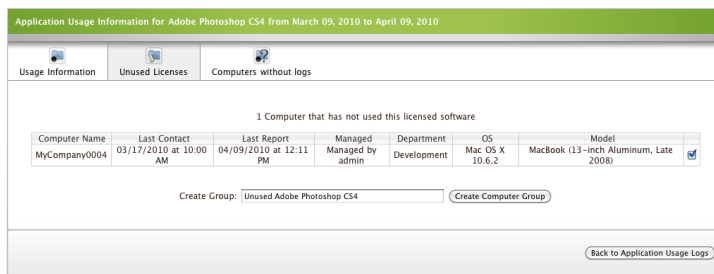 Application Usage Information for Adobe Photoshop CS4 from March 09, 2010 to April 09, 2010
Usage Information Unused Licenses Computers without logs
1 Computer that has not used this licensed software
Computer Name Last Contact Last Report Managed Department OS Model
MyCompany0004 03/17/2010 at 10:00 AM 04/09/2010 at 12:11 PM Managed by admin Development Mac OS X 10.6.2 MacBook (13-inch Aluminum, Late 2008)
Create Group: Unused Adobe Photoshop CS4 Create Computer Group
Back to Application Usage Logs